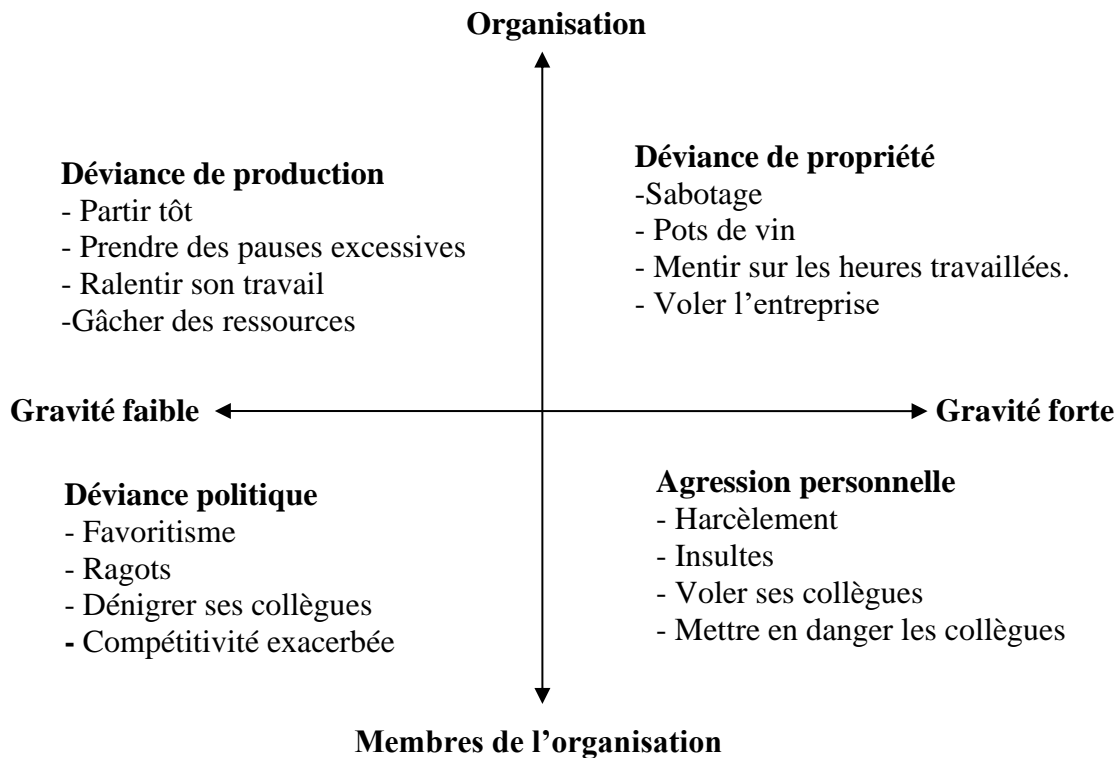 Organisation
Déviance de production
- Partir tôt
- Prendre des pauses excessives
- Ralentir son travail
-Gâcher des ressources
Déviance de propriété
-Sabotage
- Pots de vin
- Mentir sur les heures travaillées.
- Voler l’entreprise
Gravité faible
Gravité forte
Déviance politique
- Favoritisme
- Ragots
- Dénigrer ses collègues
- Compétitivité exacerbée
Agression personnelle
- Harcèlement
- Insultes
- Voler ses collègues
- Mettre en danger les collègues
Membres de l’organisation